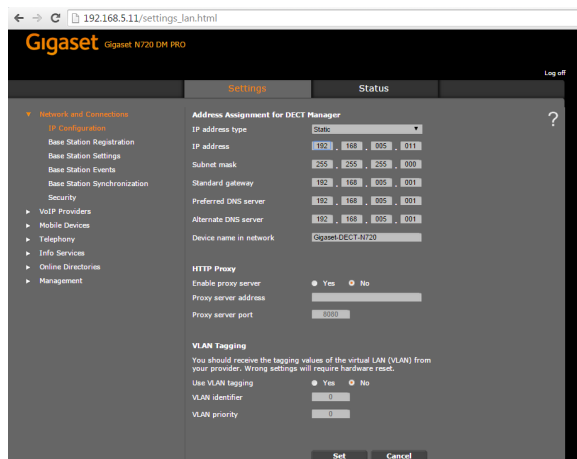 192.168.5.11/settings_lan.html
Gigaset Gigaset N720 DM PRO
Log off
Settings Status
Network and Connections
IP Configuration
Base Station Registration
Base Station Settings
Base Station Events
Base Station Synchronization
Security
VoIP Providers
Mobile Devices
Telephony
Info Services
Online Directories
Management
Address Assignment for DECT Manager
?
IP address type Static
IP address 192 . 168 . 005 . 011
Subnet mask 255 . 255 . 255 . 000
Standard gateway 192 . 168 . 005 . 001
Preferred DNS server 192 . 168 . 005 . 001
Alternate DNS server 192 . 168 . 005 . 001
Device name in network Gigaset-DECT-N720
HTTP Proxy
Enable proxy server Yes No
Proxy server address
Proxy server port 8080
VLAN Tagging
You should receive the tagging values of the virtual LAN (VLAN) from
your provider. Wrong settings will require hardware reset.
Use VLAN tagging Yes No
VLAN identifier 0
VLAN priority 0
Set Cancel